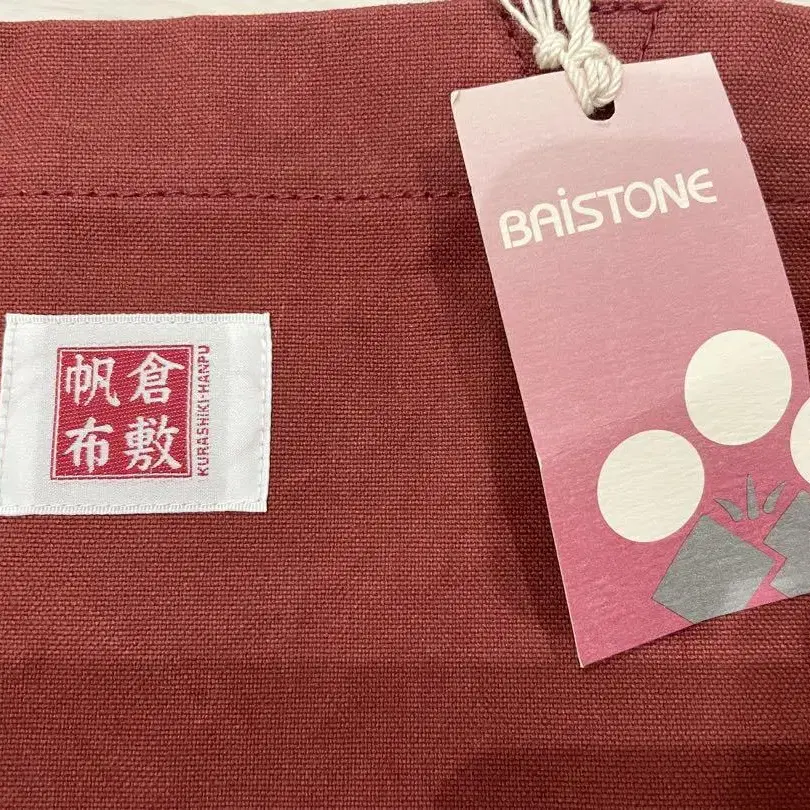 倉敷
帆布
KURASHIKI-HANPU
BAiSTONE